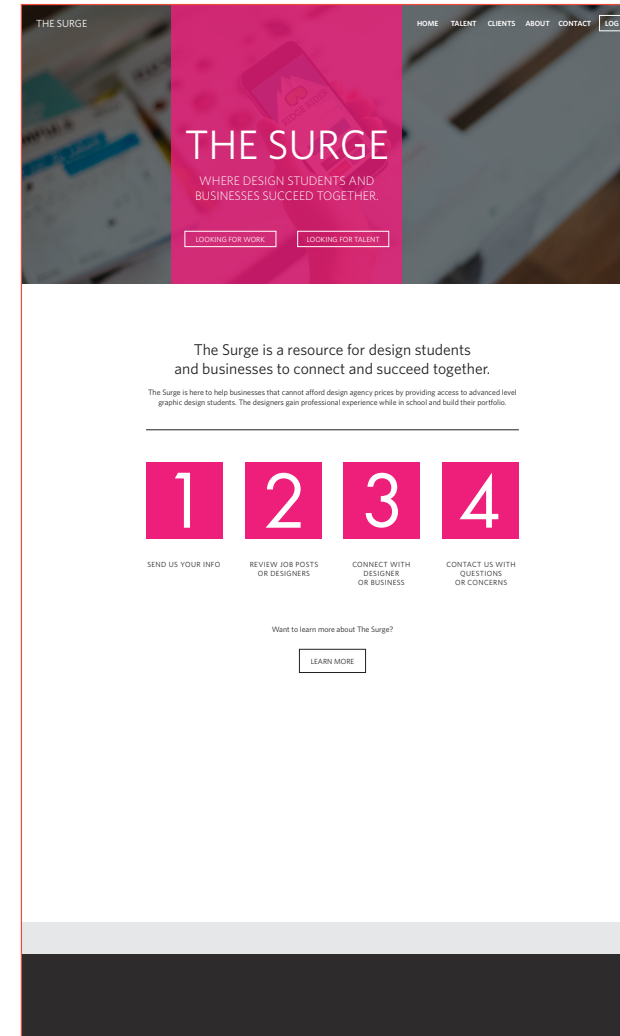 THE SURGE
HOME TALENT CLIENTS ABOUT CONTACT LOG
THE SURGE
WHERE DESIGN STUDENTS AND
BUSINESSES SUCCEED TOGETHER.
LOOKING FOR WORK
LOOKING FOR TALENT
The Surge is a resource for design students
and businesses to connect and succeed together.
The Surge is here to help businesses that cannot afford design agency prices by providing access to advanced level
graphic design students. The designers gain professional experience while in school and build their portfolio.
1 2 3 4
SEND US YOUR INFO
REVIEW JOB POSTS
OR DESIGNERS
CONNECT WITH
DESIGNER
OR BUSINESS
CONTACT US WITH
QUESTIONS
OR CONCERNS
Want to learn more about The Surge?
LEARN MORE